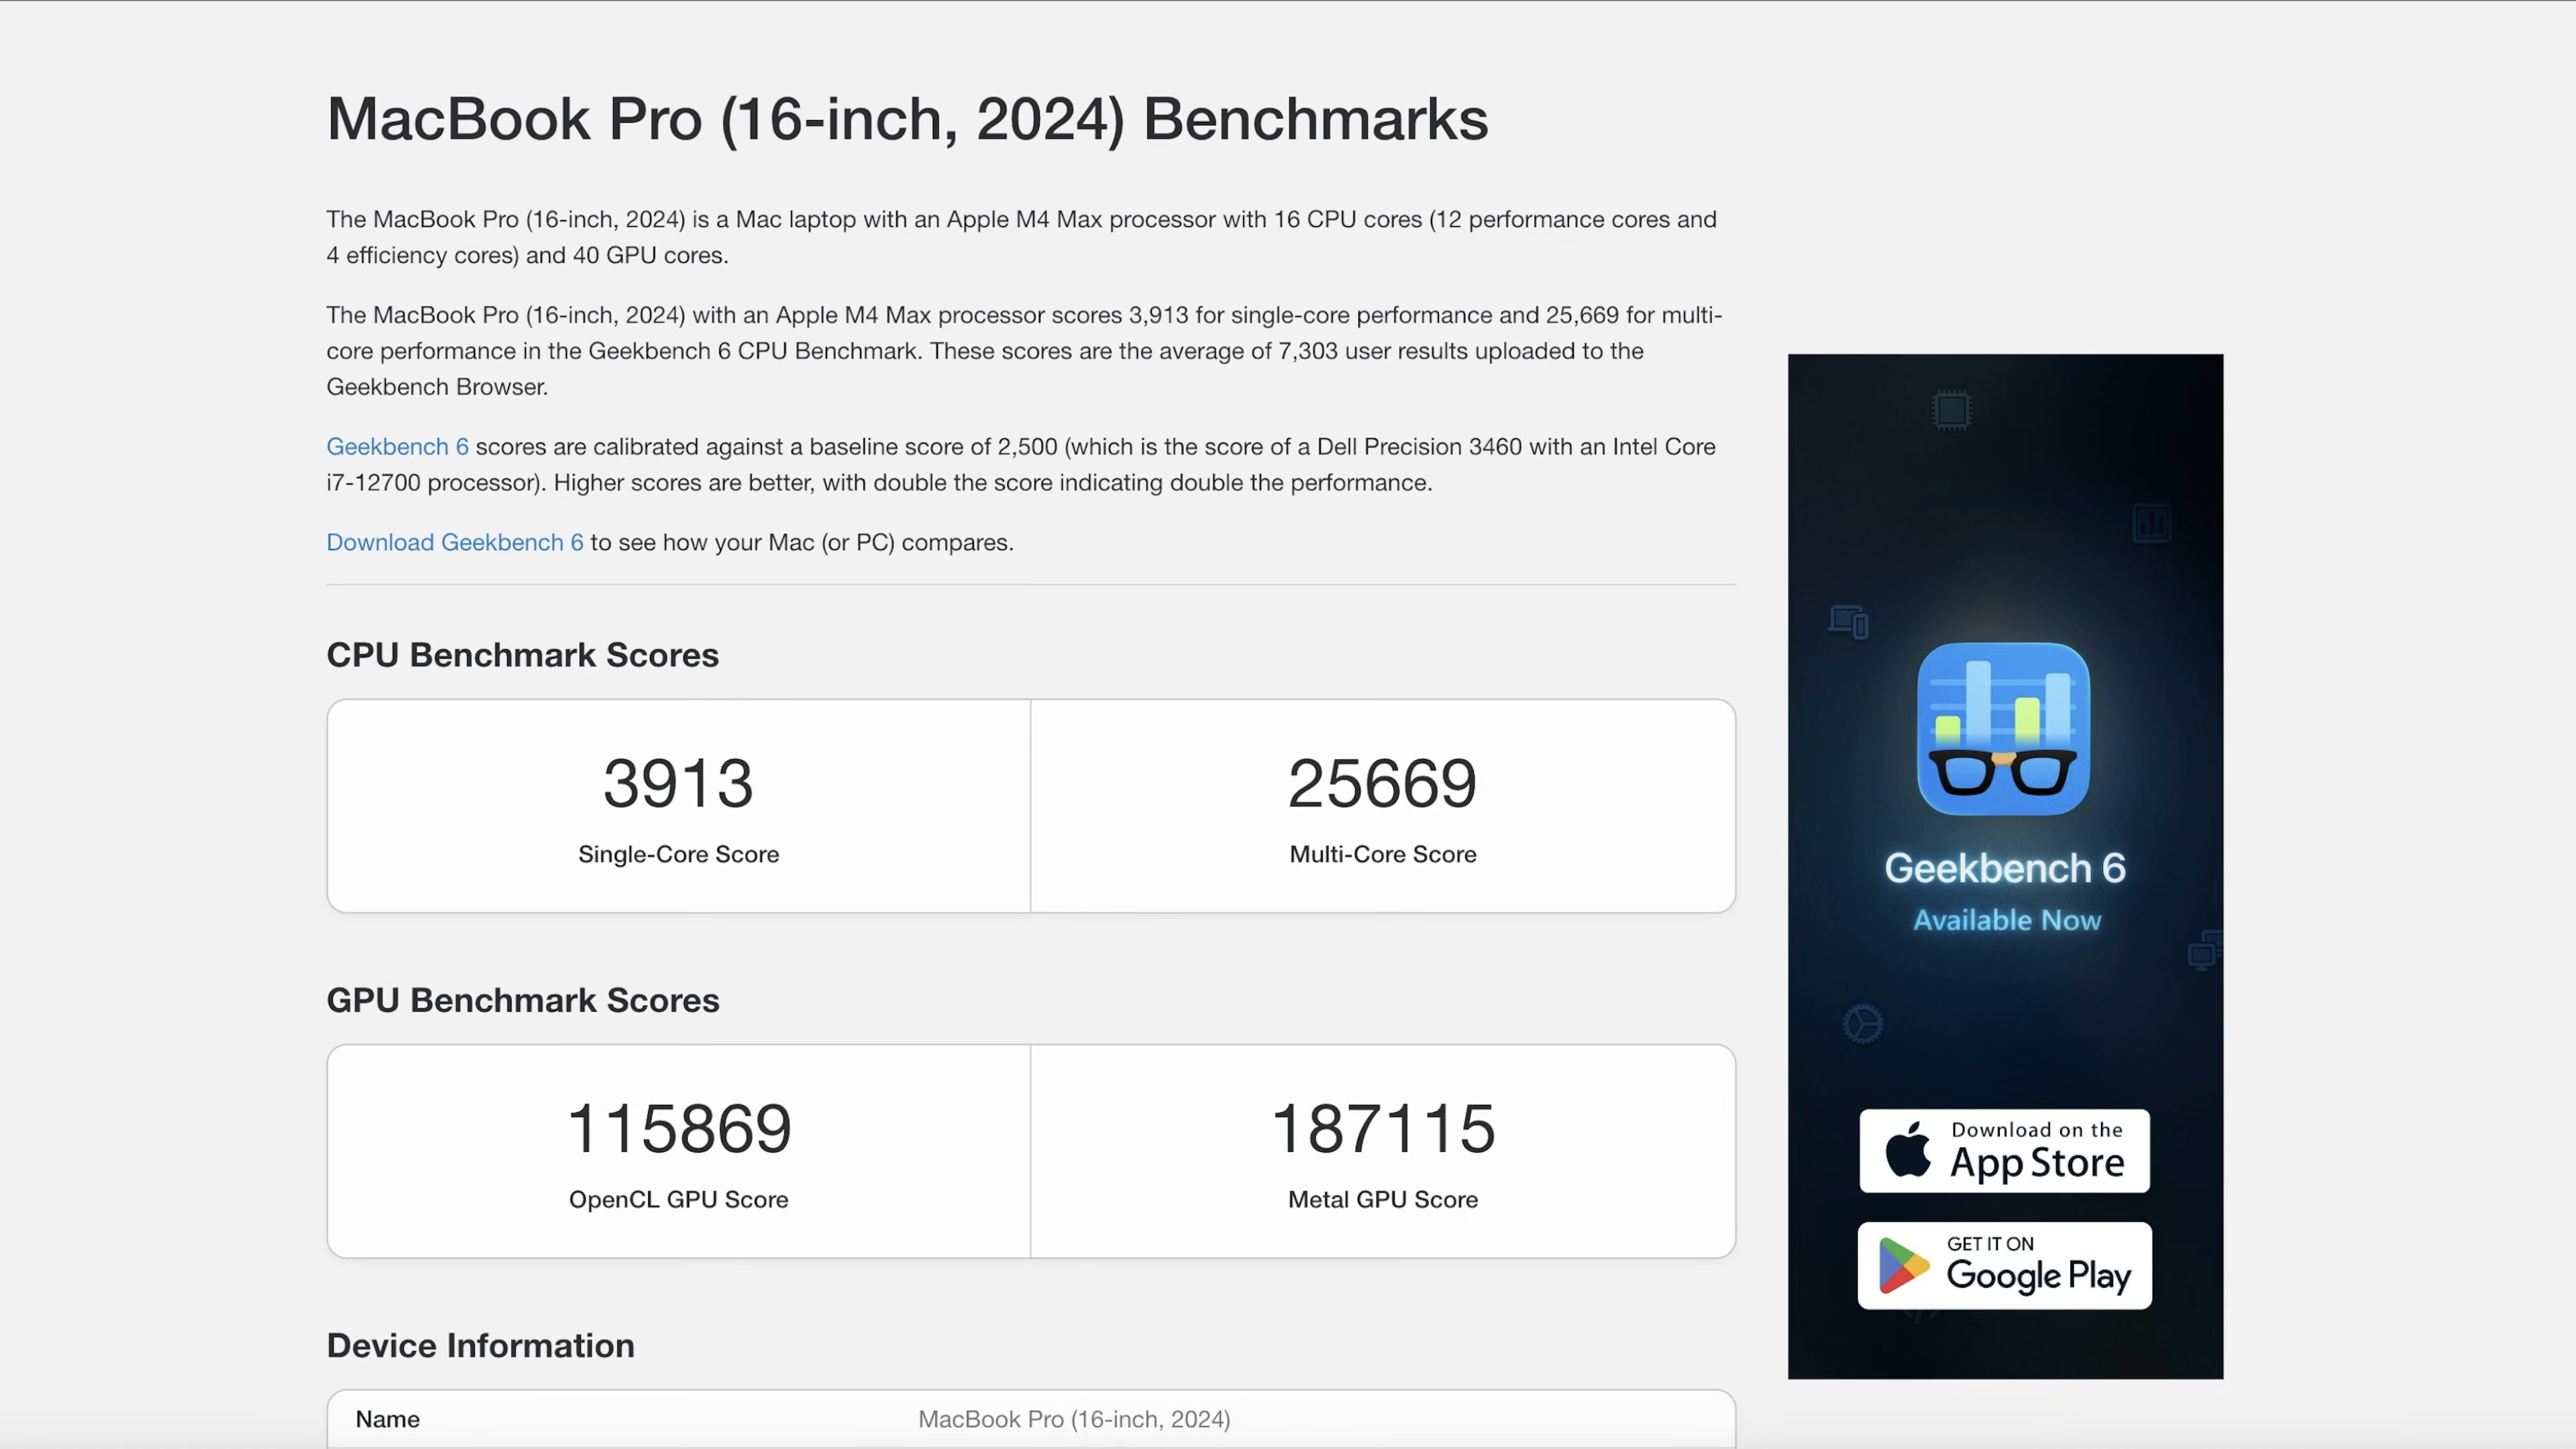 MacBook Pro (16-inch, 2024) Benchmarks
The MacBook Pro (16-inch, 2024) is a Mac laptop with an Apple M4 Max processor with 16 CPU cores (12 performance cores and
4 efficiency cores) and 40 GPU cores.
The MacBook Pro (16-inch, 2024) with an Apple M4 Max processor scores 3,913 for single-core performance and 25,669 for multi-
core performance in the Geekbench 6 CPU Benchmark. These scores are the average of 7,303 user results uploaded to the
Geekbench Browser.
Geekbench 6 scores are calibrated against a baseline score of 2,500 (which is the score of a Dell Precision 3460 with an Intel Core
i7-12700 processor). Higher scores are better, with double the score indicating double the performance.
Download Geekbench 6 to see how your Mac (or PC) compares.
CPU Benchmark Scores
3913
Single-Core Score
25669
Multi-Core Score
GPU Benchmark Scores
115869
OpenCL GPU Score
187115
Metal GPU Score
Device Information
Name
MacBook Pro (16-inch, 2024)
Geekbench 6
Available Now
Download on the
App Store
GET IT ON
Google Play